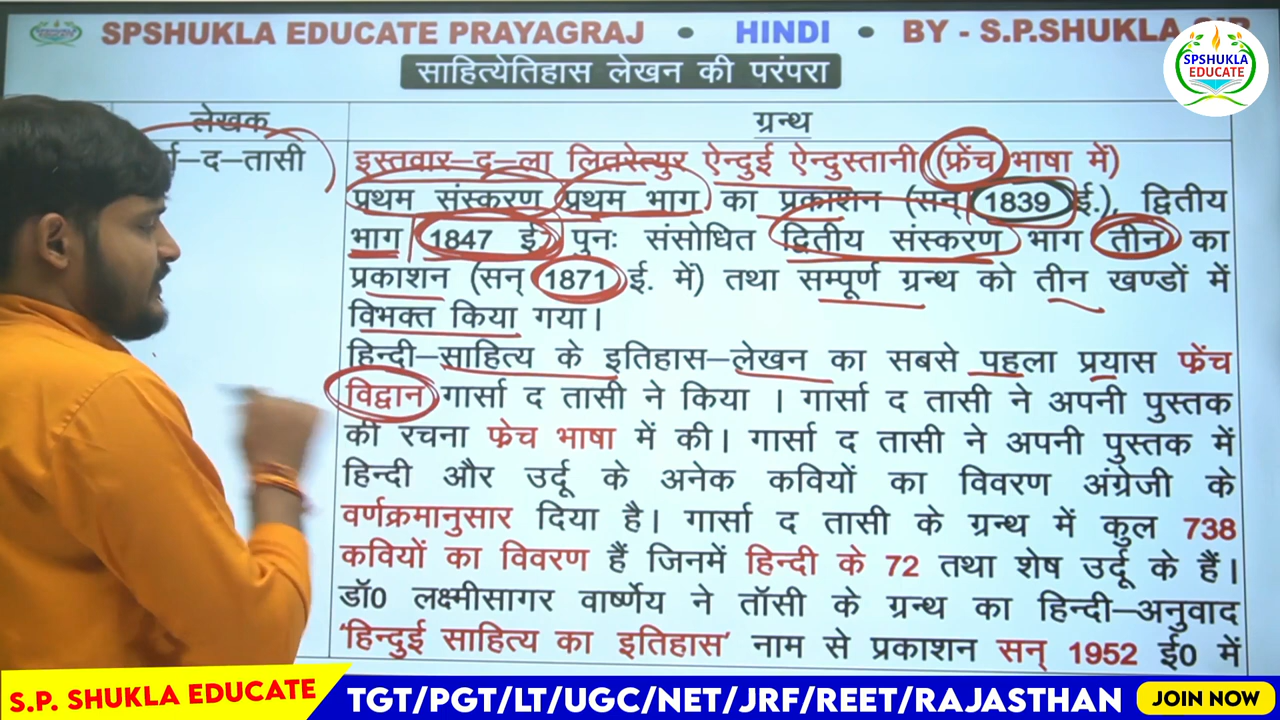 SPSHUKLA EDUCATE PRAYAGRAJ • HINDI • BY - S.P.SHUKLA
SPSHUKLA
EDUCATE
साहित्येतिहास लेखन की परंपरा
लेखक ग्रन्थ
द–तासी इस्तवार–द–ला लितरेत्युर ऐन्दुई ऐन्दुस्तानी (फ्रेंच भाषा में)
प्रथम संस्करण प्रथम भाग का प्रकाशन (सन् 1839 ई.), द्वितीय
भाग 1847 ई. पुनः संसोधित द्वितीय संस्करण भाग तीन का
प्रकाशन (सन् 1871 ई. में) तथा सम्पूर्ण ग्रन्थ को तीन खण्डों में
विभक्त किया गया।
हिन्दी–साहित्य के इतिहास–लेखन का सबसे पहला प्रयास फ्रेंच
विद्वान गार्सा द तासी ने किया । गार्सा द तासी ने अपनी पुस्तक
की रचना फ्रेच भाषा में की। गार्सा द तासी ने अपनी पुस्तक में
हिन्दी और उर्दू के अनेक कवियों का विवरण अंग्रेजी के
वर्णक्रमानुसार दिया है। गार्सा द तासी के ग्रन्थ में कुल 738
कवियों का विवरण हैं जिनमें हिन्दी के 72 तथा शेष उर्दू के हैं।
डॉ0 लक्ष्मीसागर वार्ष्णेय ने तॉसी के ग्रन्थ का हिन्दी–अनुवाद
'हिन्दुई साहित्य का इतिहास' नाम से प्रकाशन सन् 1952 ई0 में
S.P. SHUKLA EDUCATE
TGT/PGT/LT/UGC/NET/JRF/REET/RAJASTHAN
JOIN NOW